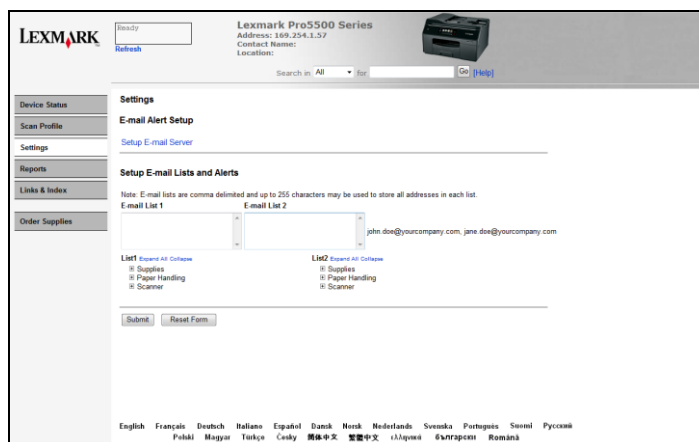 LEXMARK
Ready
Refresh
Lexmark Pro5500 Series
Address: 169.254.1.57
Contact Name:
Location:
Search in All for Go [Help]
Device Status
Scan Profile
Settings
Reports
Links & Index
Order Supplies
Settings
E-mail Alert Setup
Setup E-mail Server
Setup E-mail Lists and Alerts
Note: E-mail lists are comma delimited and up to 255 characters may be used to store all addresses in each list.
E-mail List 1 E-mail List 2
john.doe@yourcompany.com, jane.doe@yourcompany.com
List1 Expand All Collapse List2 Expand All Collapse
Supplies Supplies
Paper Handling Paper Handling
Scanner Scanner
Submit Reset Form
English Français Deutsch Italiano Español Dansk Norsk Nederlands Svenska Português Suomi Русский
Polski Magyar Türkçe Česky 简体中文 繁體中文 ελληνικά български Română